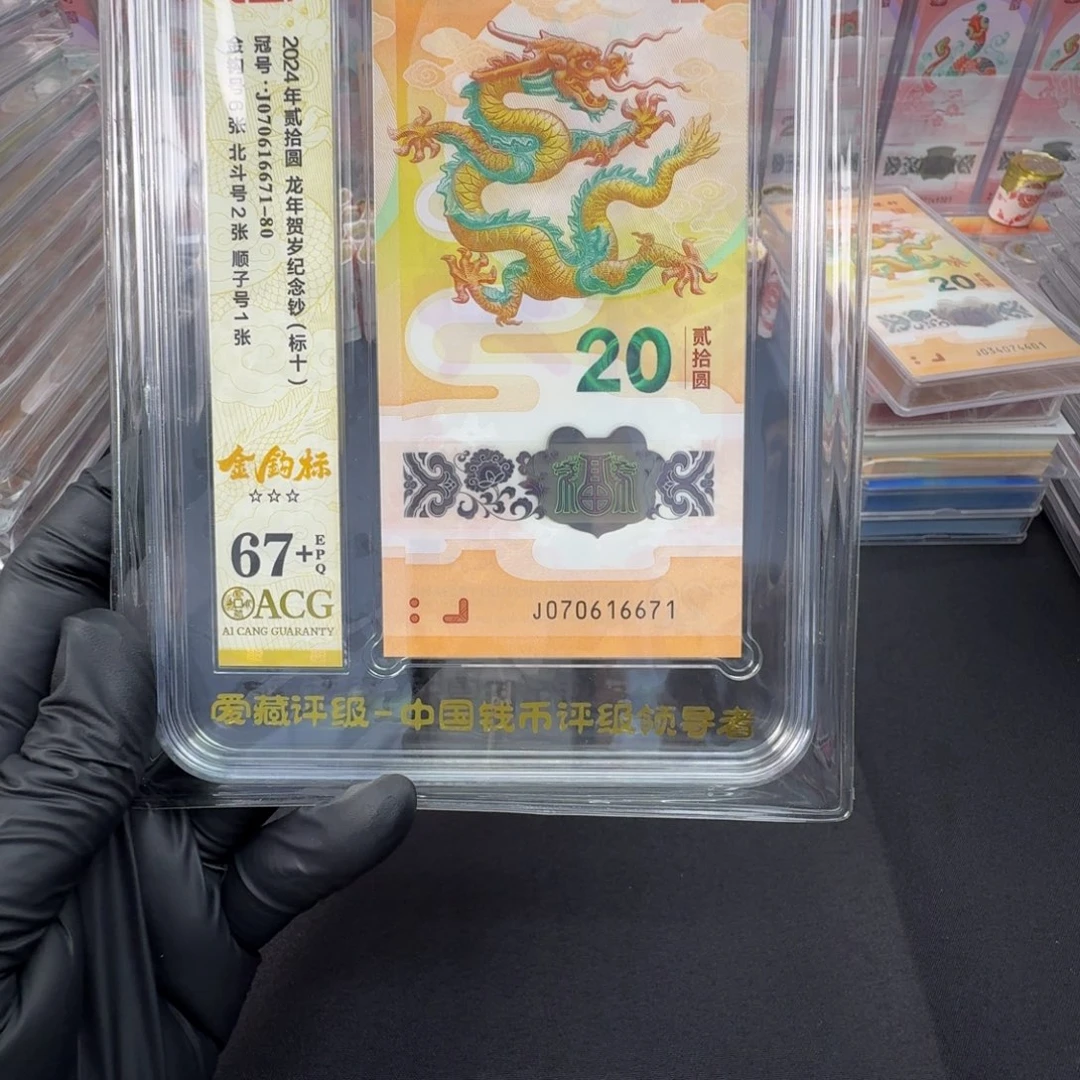 2024年贰拾圆 龙年贺岁纪念钞(标十)
冠号:J070616671-80
北斗号2张 顺子号1张
金钧标
☆☆☆
67+EPQ
ACG
AI CANG GUARANTY
20
贰拾圆
J070616671
爱藏评级-中国钱币评级领导者
20
J034074401